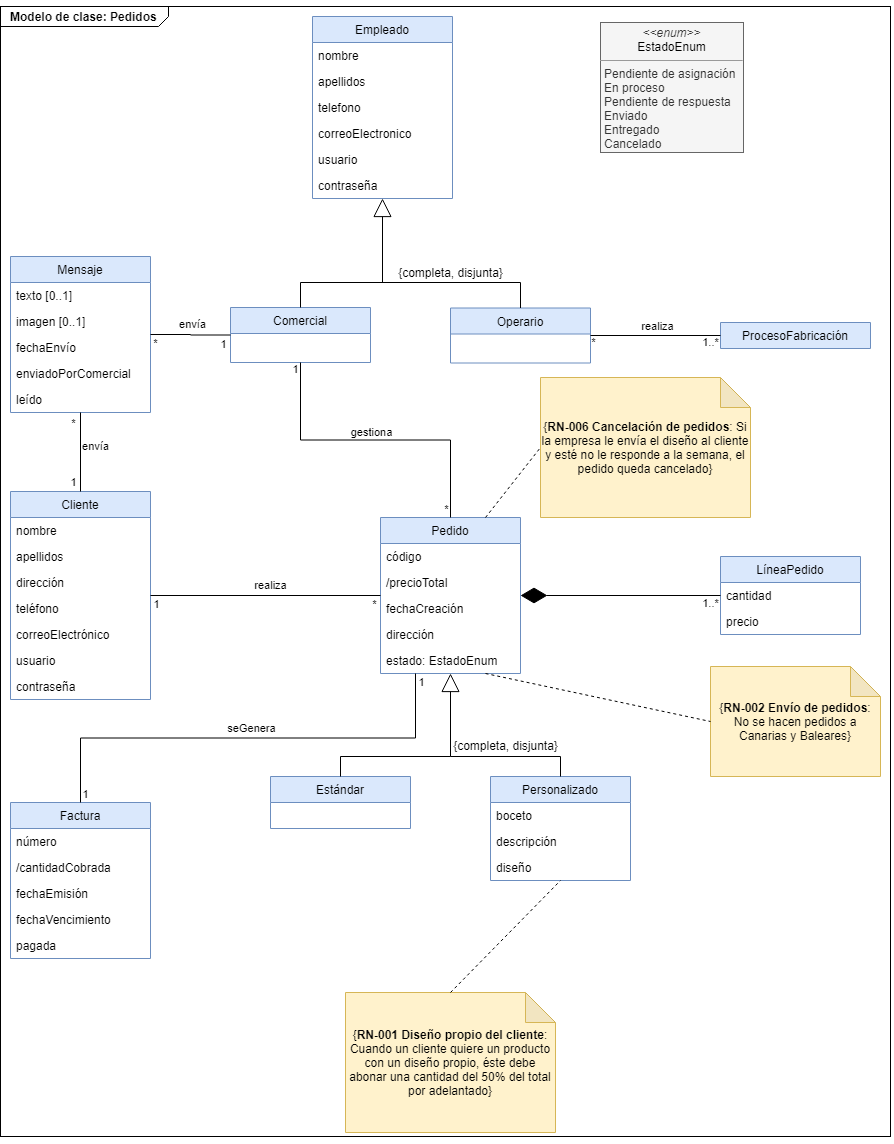 Modelo de clase: Pedidos
Empleado
nombre
apellidos
telefono
correoElectronico
usuario
contraseña
<<enum>>
EstadoEnum
Pendiente de asignación
En proceso
Pendiente de respuesta
Enviado
Entregado
Cancelado
{completa, disjunta}
Mensaje
texto [0..1]
imagen [0..1]
fechaEnvío
enviadoPorComercial
leído
envía
*
1
Comercial
Operario
realiza
*
1..*
ProcesoFabricación
1
gestiona
*
{RN-006 Cancelación de pedidos: Si
la empresa le envía el diseño al cliente
y esté no le responde a la semana, el
pedido queda cancelado}
*
envía
1
Cliente
nombre
apellidos
dirección
teléfono
correoElectrónico
usuario
contraseña
realiza
1
*
Pedido
código
/precioTotal
fechaCreación
dirección
estado: EstadoEnum
1..*
LíneaPedido
cantidad
precio
{RN-002 Envío de pedidos:
No se hacen pedidos a
Canarias y Baleares}
1
seGenera
1
{completa, disjunta}
Estándar
Personalizado
boceto
descripción
diseño
Factura
número
/cantidadCobrada
fechaEmisión
fechaVencimiento
pagada
{RN-001 Diseño propio del cliente:
Cuando un cliente quiere un producto
con un diseño propio, éste debe
abonar una cantidad del 50% del total
por adelantado}